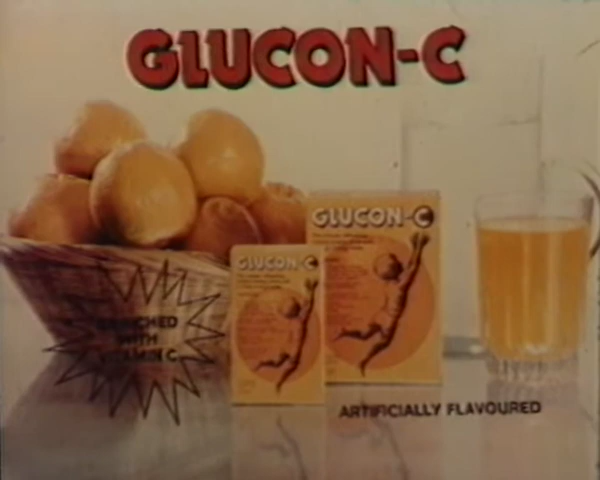 GLUCON-C
GLUCON-C
GLUCON-C
ENRICHED
WITH
VITAMIN C
ARTIFICIALLY FLAVOURED